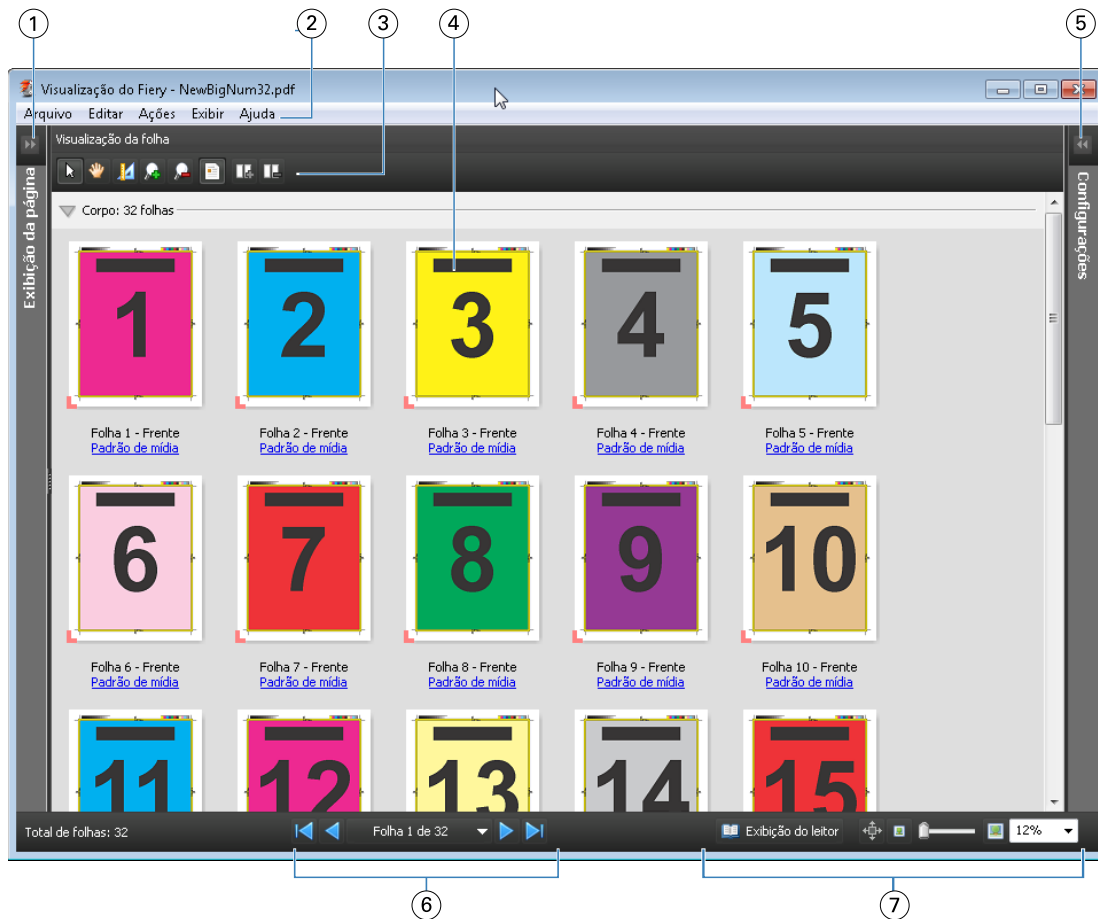 1 2 3 4 5
Visualização do Fiery - NewBigNum32.pdf
Arquivo Editar Ações Exibir Ajuda
Visualização da folha
Exibição da página
Configurações
Corpo: 32 folhas
1 2 3 4 5
Folha 1 - Frente Folha 2 - Frente Folha 3 - Frente Folha 4 - Frente Folha 5 - Frente
Padrão de mídia Padrão de mídia Padrão de mídia Padrão de mídia Padrão de mídia
6 7 8 9 10
Folha 6 - Frente Folha 7 - Frente Folha 8 - Frente Folha 9 - Frente Folha 10 - Frente
Padrão de mídia Padrão de mídia Padrão de mídia Padrão de mídia Padrão de mídia
11 12 13 14 15
Total de folhas: 32 Folha 1 de 32 Exibição do leitor 12%
6 7